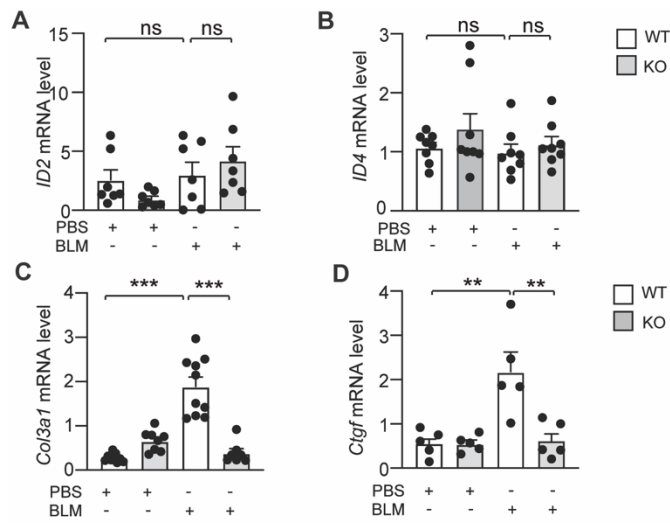 A
ns
ns
ID2 mRNA level
15
10
5
0
PBS + + - -
BLM - - + +
B
ns
ns
ID4 mRNA level
3
2
1
0
PBS + + - -
BLM - - + +
WT
KO
C
***
***
Col3a1 mRNA level
4
3
2
1
0
PBS + + - -
BLM - - + +
D
**
**
Ctgf mRNA level
4
3
2
1
0
PBS + + - -
BLM - - + +
WT
KO